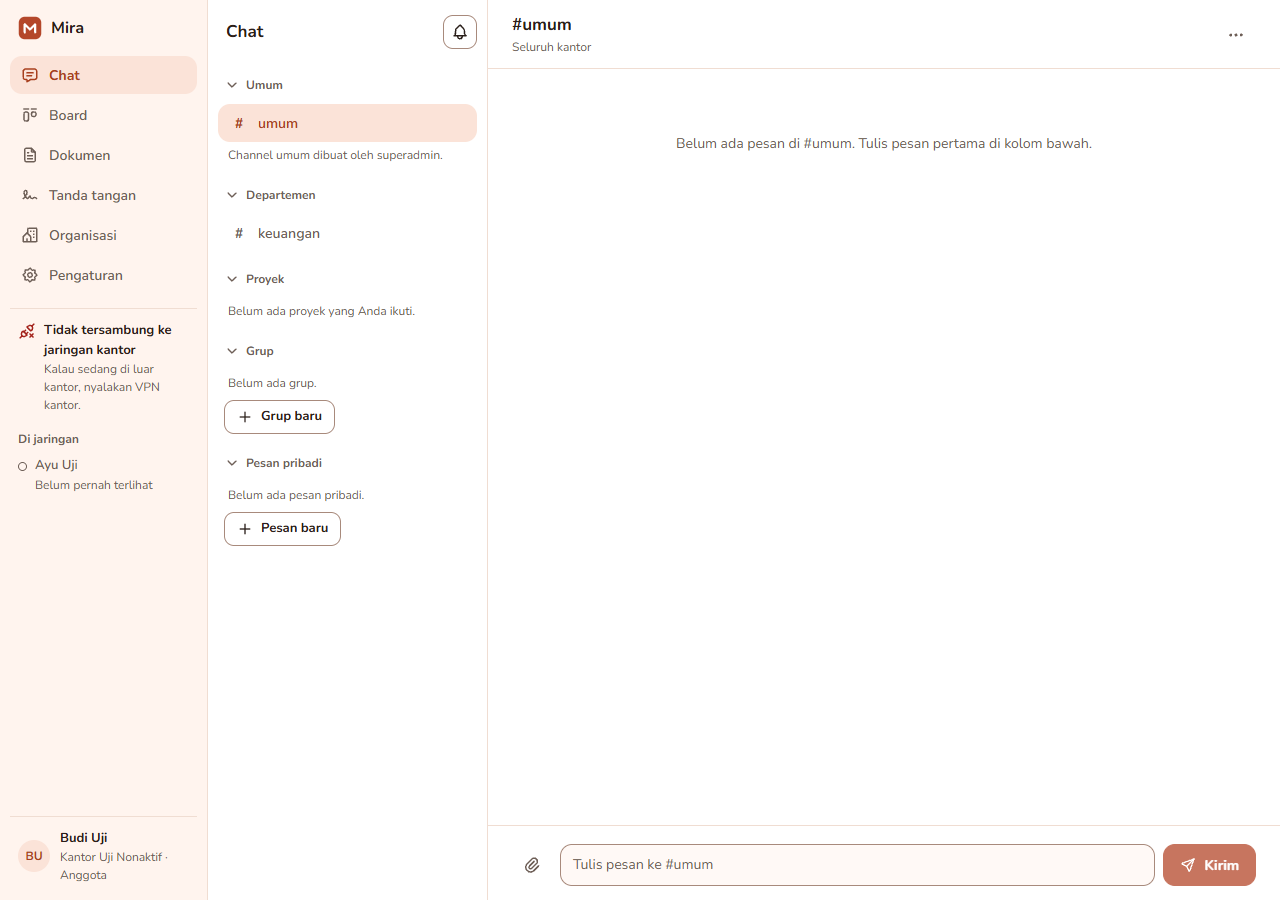 Mira
Chat
Board
Dokumen
Tanda tangan
Organisasi
Pengaturan
Tidak tersambung ke
jaringan kantor
Kalau sedang di luar
kantor, nyalakan VPN
kantor.
Di jaringan
Ayu Uji
Belum pernah terlihat
BU
Budi Uji
Kantor Uji Nonaktif ·
Anggota
Chat
Umum
# umum
Channel umum dibuat oleh superadmin.
Departemen
# keuangan
Proyek
Belum ada proyek yang Anda ikuti.
Grup
Belum ada grup.
Grup baru
Pesan pribadi
Belum ada pesan pribadi.
Pesan baru
#umum
Seluruh kantor
Belum ada pesan di #umum. Tulis pesan pertama di kolom bawah.
Tulis pesan ke #umum
Kirim